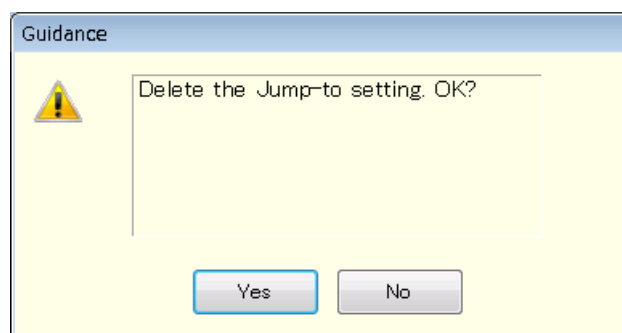 Guidance
Delete the Jump-to setting. OK?
Yes
No